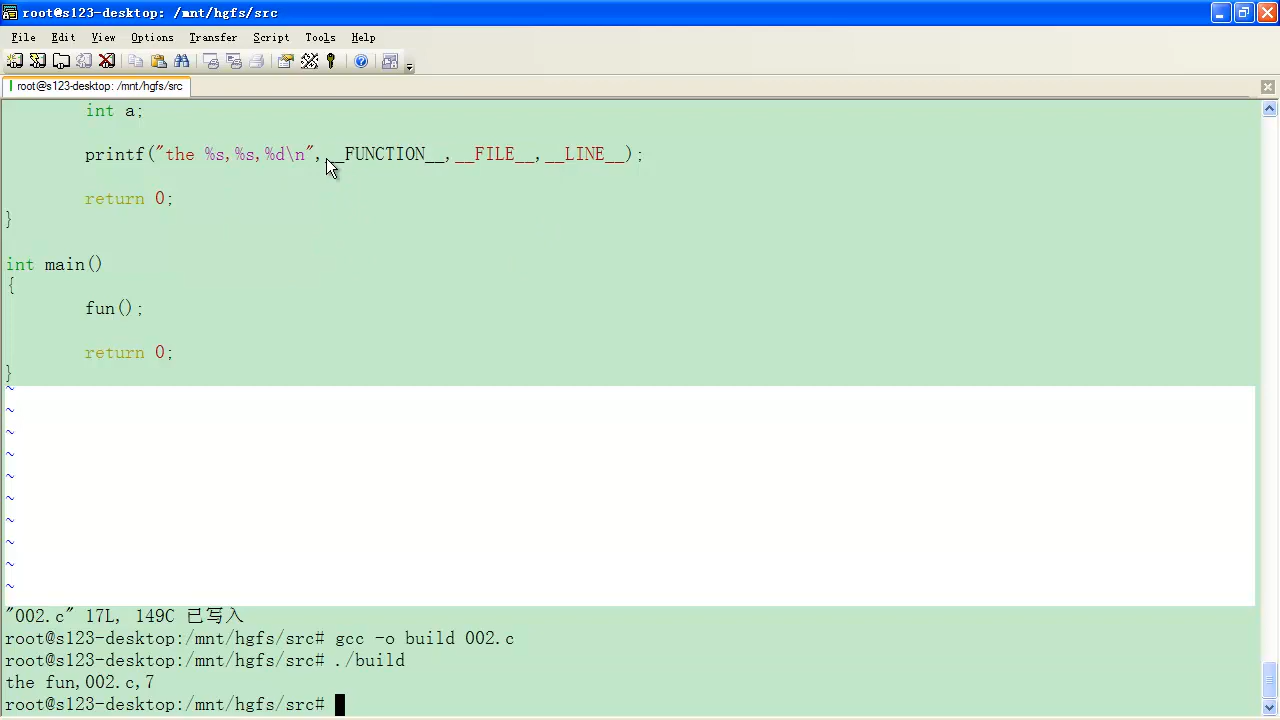 root@s123-desktop: /mnt/hgfs/src
File Edit View Options Transfer Script Tools Help
root@s123-desktop: /mnt/hgfs/src
int a;
printf("the %s,%s,%d\n",__FUNCTION__,__FILE__,__LINE__);
return 0;
}
int main()
{
fun();
return 0;
}
~
~
~
~
~
~
~
~
~
~
"002.c" 17L, 149C 已写入
root@s123-desktop:/mnt/hgfs/src# gcc -o build 002.c
root@s123-desktop:/mnt/hgfs/src# ./build
the fun,002.c,7
root@s123-desktop:/mnt/hgfs/src#